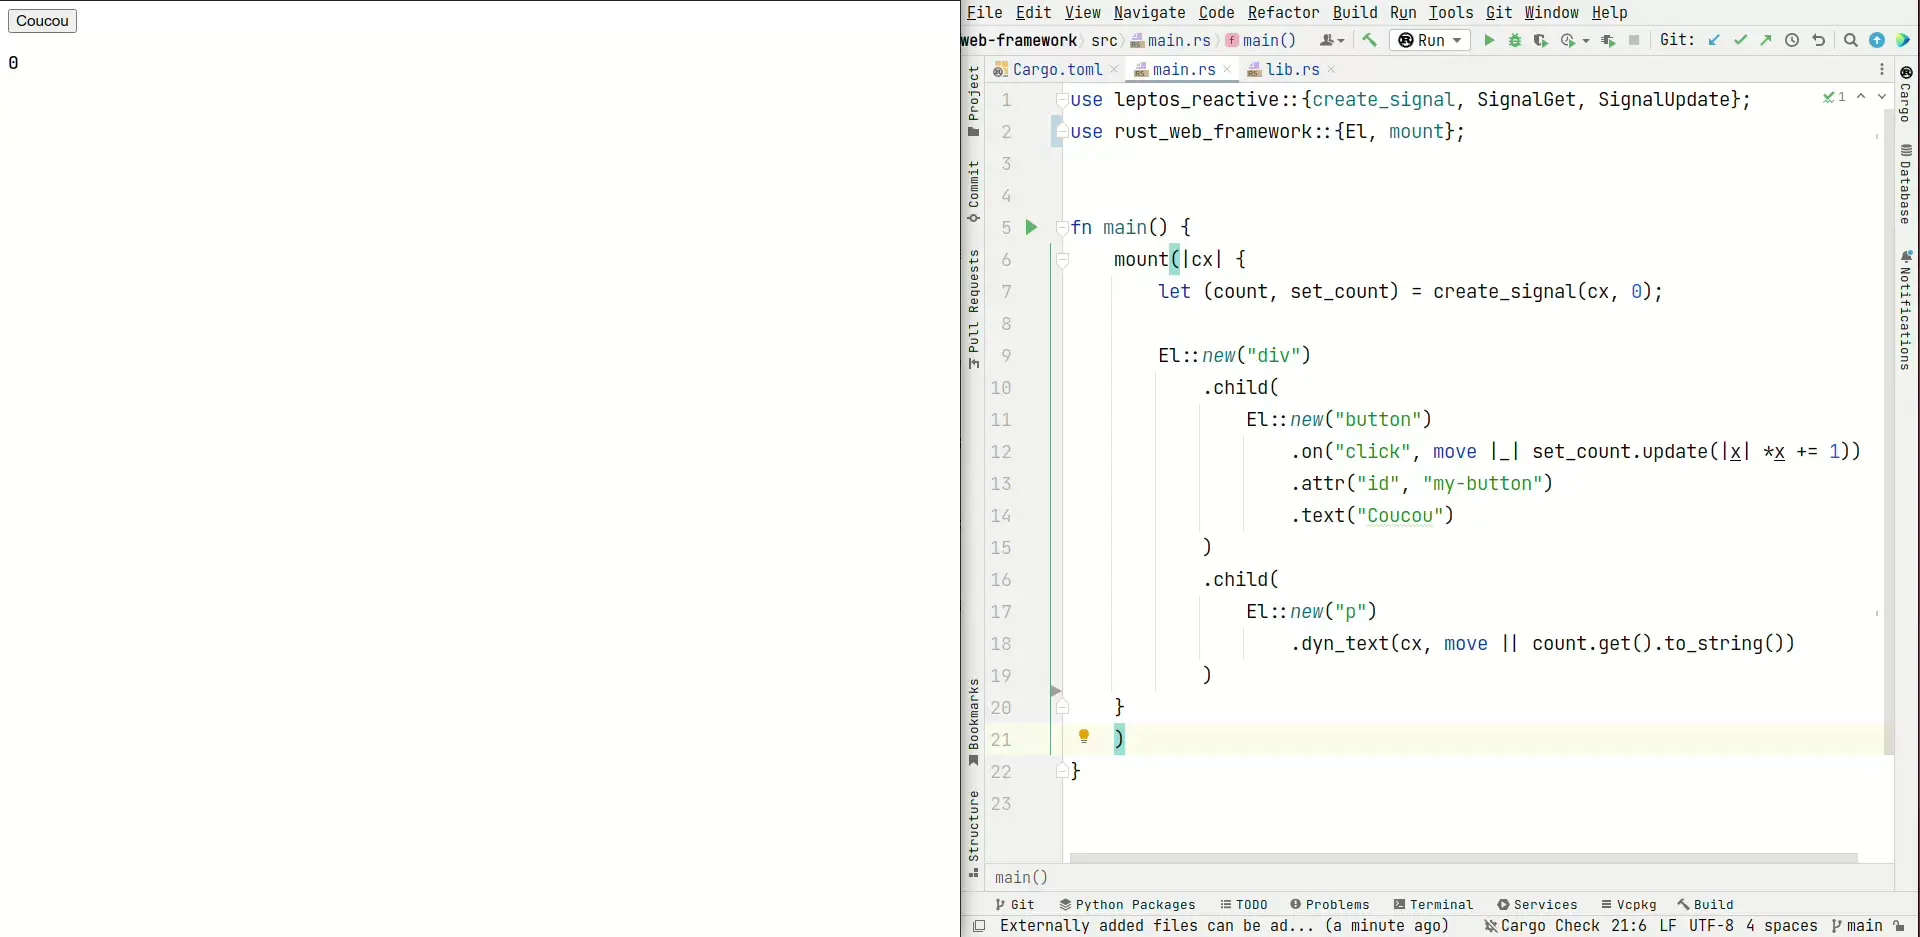 Coucou
0
File Edit View Navigate Code Refactor Build Run Tools Git Window Help
web-framework src main.rs main() Run Git:
Cargo.toml main.rs lib.rs
Project
Commit
Pull Requests
Bookmarks
Structure
1 use leptos_reactive::{create_signal, SignalGet, SignalUpdate};
2 use rust_web_framework::{El, mount};
3
4
5 fn main() {
6 mount(|cx| {
7 let (count, set_count) = create_signal(cx, 0);
8
9 El::new("div")
10 .child(
11 El::new("button")
12 .on("click", move |_| set_count.update(|x| *x += 1))
13 .attr("id", "my-button")
14 .text("Coucou")
15 )
16 .child(
17 El::new("p")
18 .dyn_text(cx, move || count.get().to_string())
19 )
20 }
21 )
22 }
23
1
Cargo
Database
Notifications
main()
Git Python Packages TODO Problems Terminal Services Vcpkg Build
Externally added files can be ad... (a minute ago) Cargo Check 21:6 LF UTF-8 4 spaces main